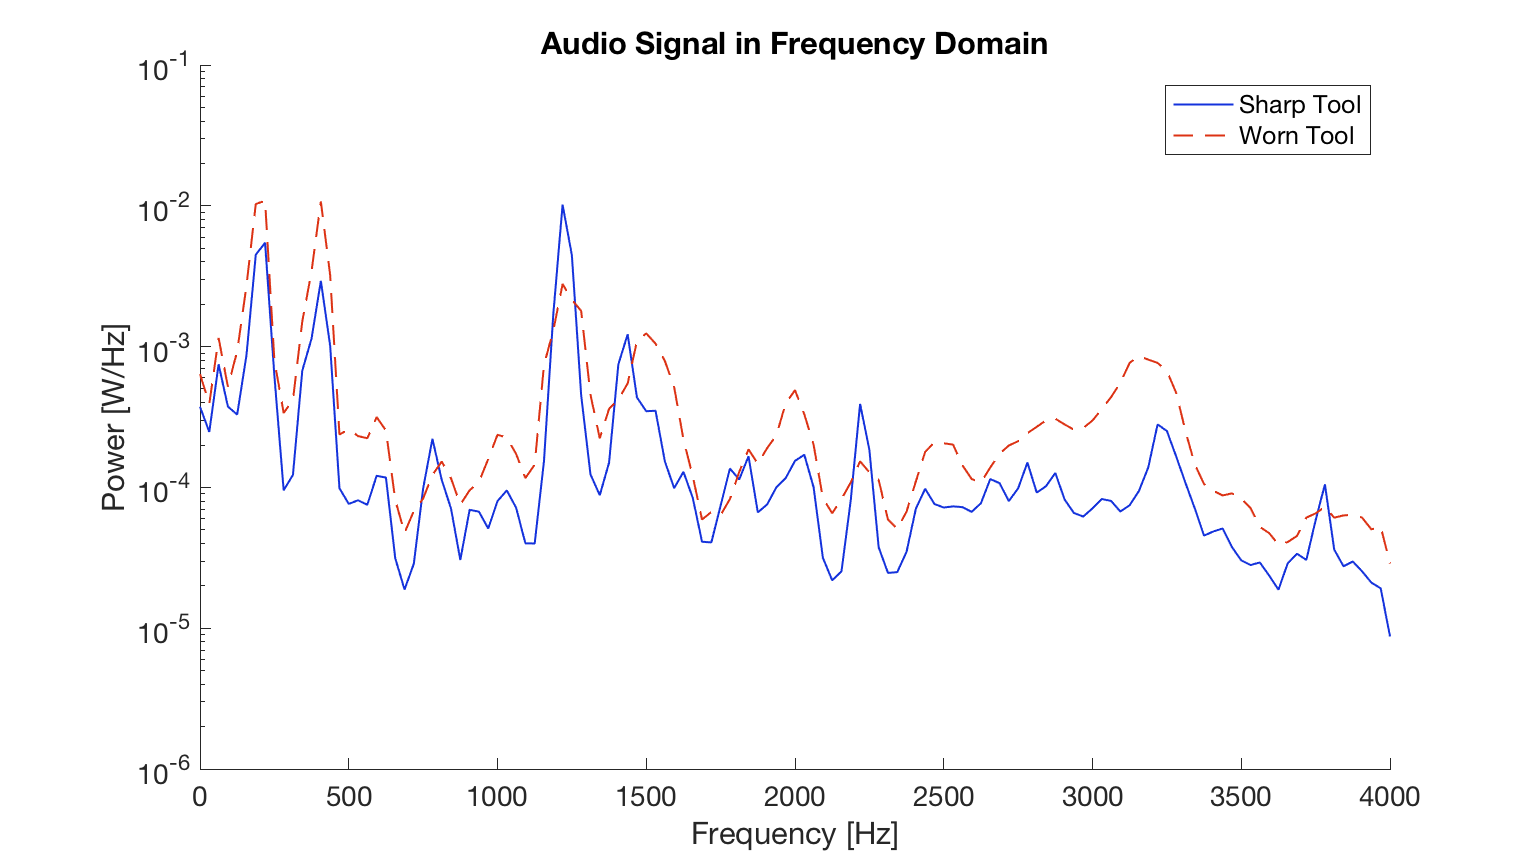 Audio Signal in Frequency Domain
Sharp Tool
Worn Tool
Power [W/Hz]
10^-1
10^-2
10^-3
10^-4
10^-5
10^-6
0 500 1000 1500 2000 2500 3000 3500 4000
Frequency [Hz]